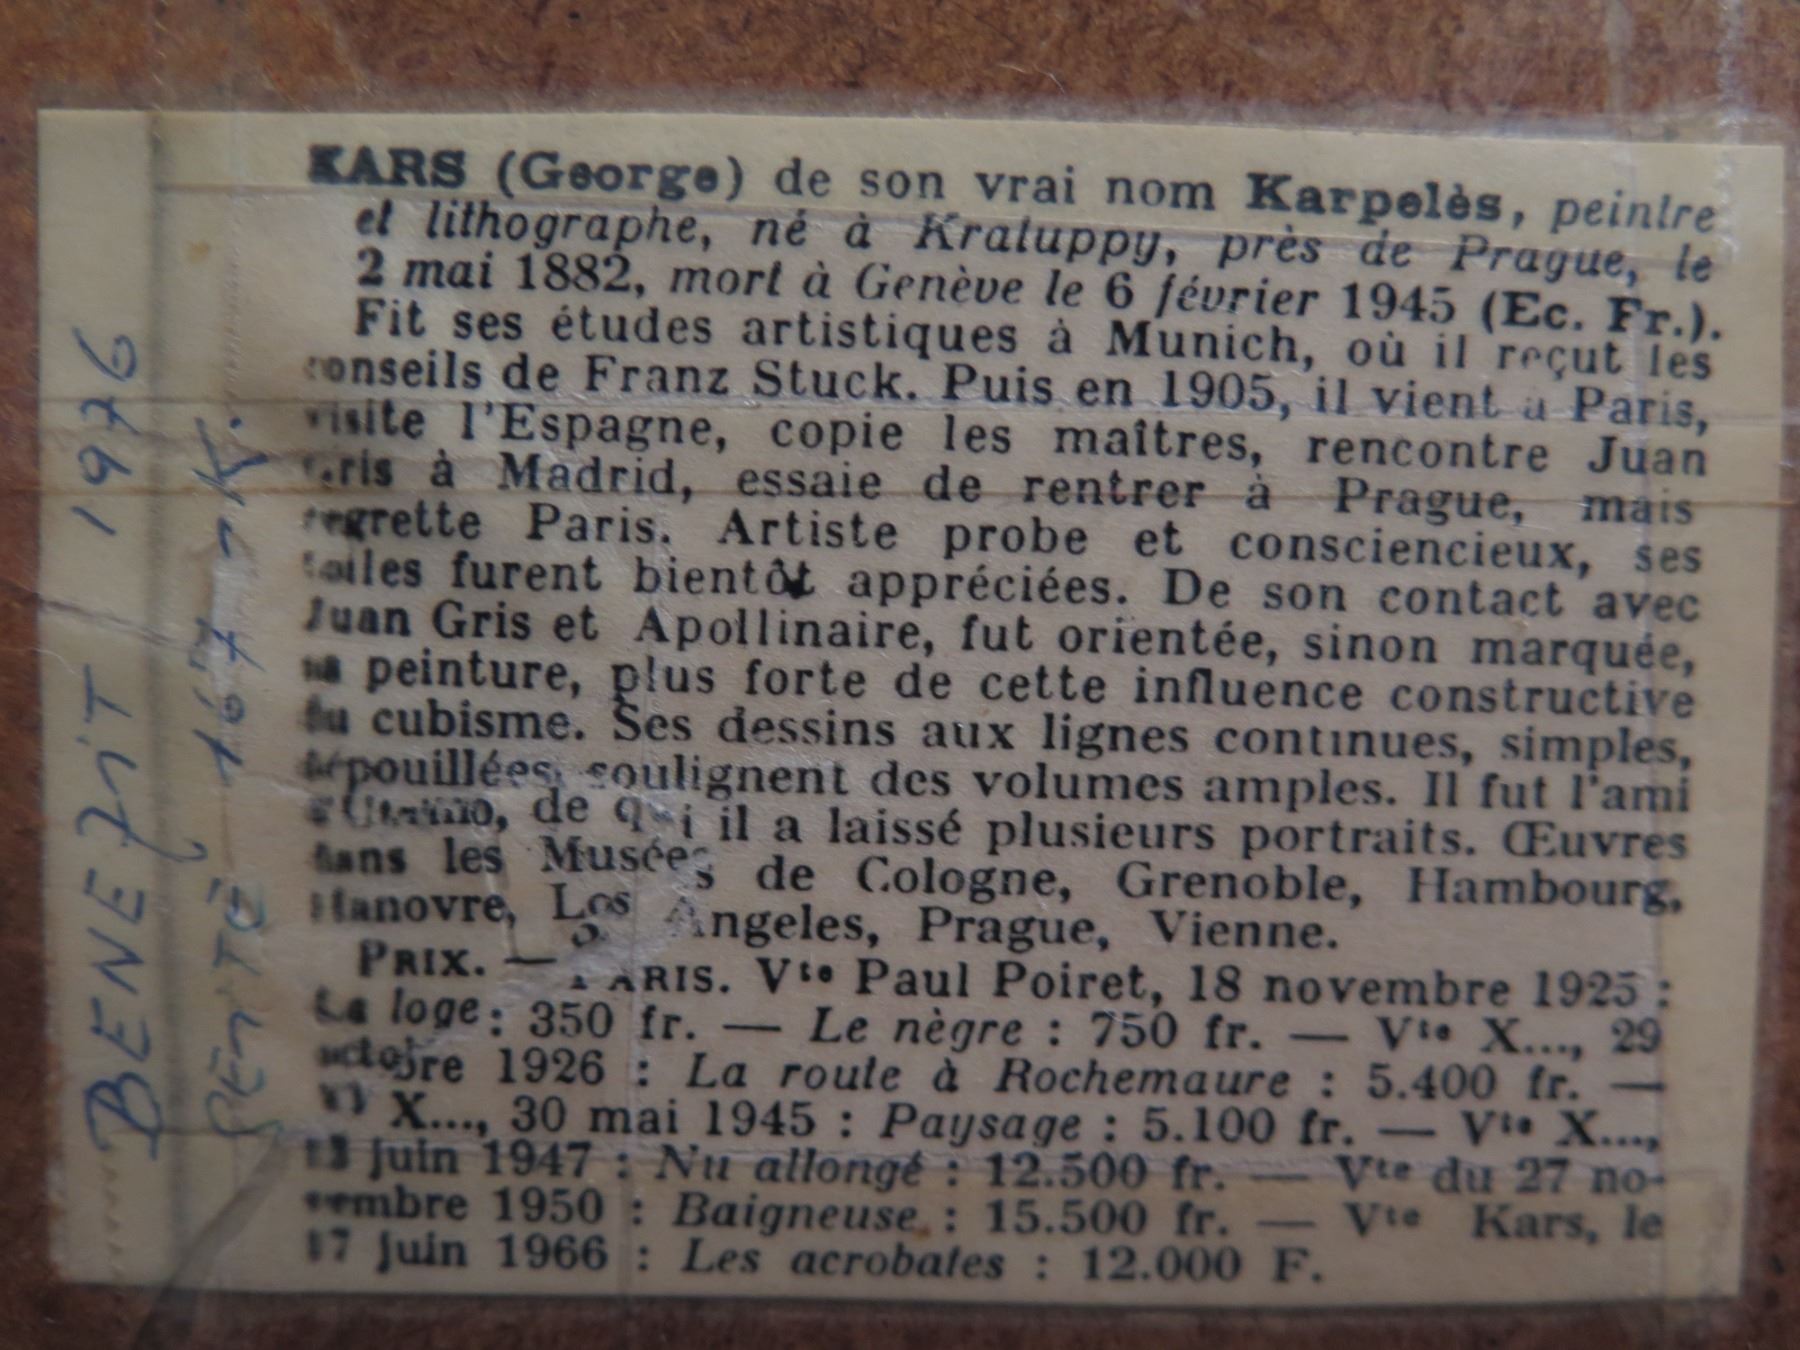 KARS (George) de son vrai nom Karpelès, peintre
et lithographe, né à Kraluppy, près de Prague, le
2 mai 1882, mort à Genève le 6 février 1945 (Ec. Fr.).
Fit ses études artistiques à Munich, où il reçut les
conseils de Franz Stuck. Puis en 1905, il vient à Paris,
visite l'Espagne, copie les maîtres, rencontre Juan
Gris à Madrid, essaie de rentrer à Prague, mais
regrette Paris. Artiste probe et consciencieux, ses
toiles furent bientôt appréciées. De son contact avec
Juan Gris et Apollinaire, fut orientée, sinon marquée,
sa peinture, plus forte de cette influence constructive
du cubisme. Ses dessins aux lignes continues, simples,
dépouillées, soulignent des volumes amples. Il fut l'ami
d'Utrillo, de qui il a laissé plusieurs portraits. Œuvres
dans les Musées de Cologne, Grenoble, Hambourg,
Hanovre, Los Angeles, Prague, Vienne.
PRIX. — PARIS. Vte Paul Poiret, 18 novembre 1925 :
La loge : 350 fr. — Le nègre : 750 fr. — Vte X..., 29
octobre 1926 : La route à Rochemaure : 5.400 fr. —
X..., 30 mai 1945 : Paysage : 5.100 fr. — Vte X...,
juin 1947 : Nu allongé : 12.500 fr. — Vte du 27 no-
vembre 1950 : Baigneuse : 15.500 fr. — Vte Kars, le
17 juin 1966 : Les acrobates : 12.000 F.
BENEZIT 1976
167 - K.